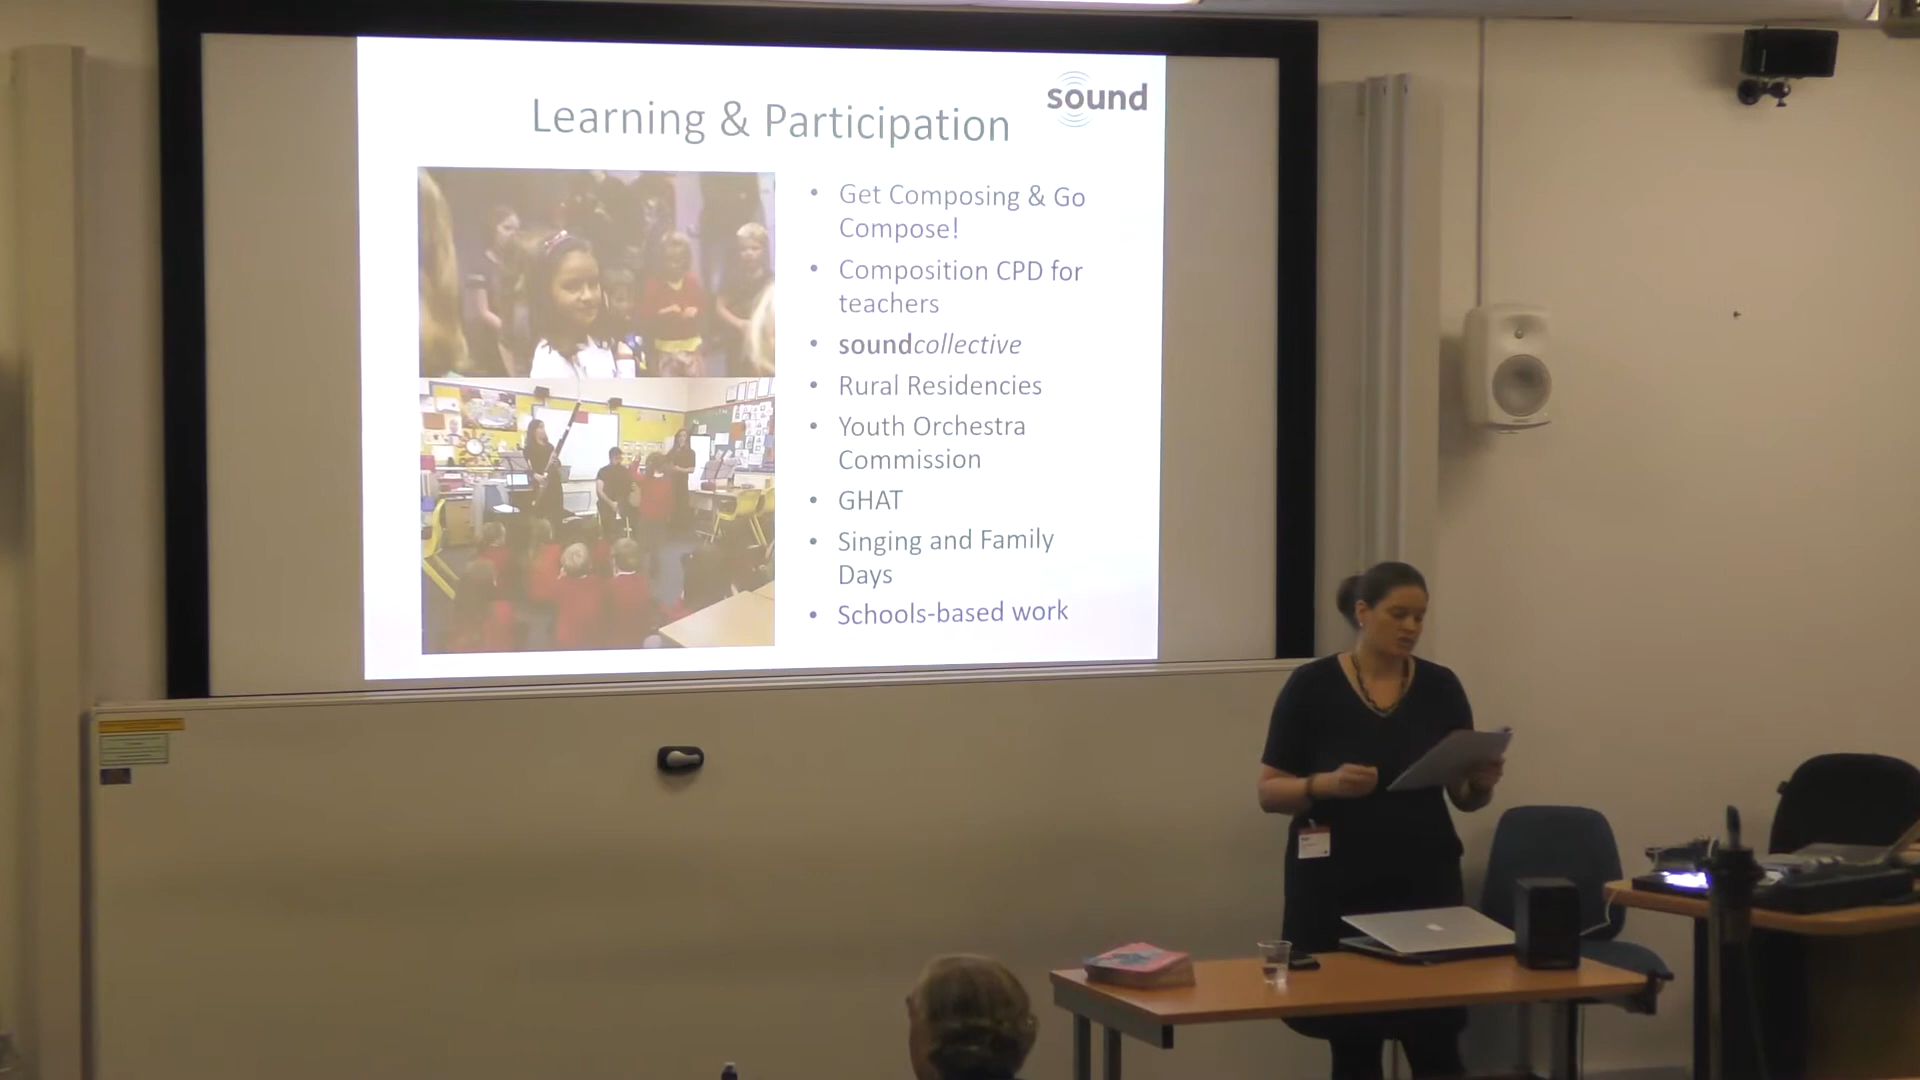 sound
Learning & Participation
• Get Composing & Go
Compose!
• Composition CPD for
teachers
• soundcollective
• Rural Residencies
• Youth Orchestra
Commission
• GHAT
• Singing and Family
Days
• Schools-based work